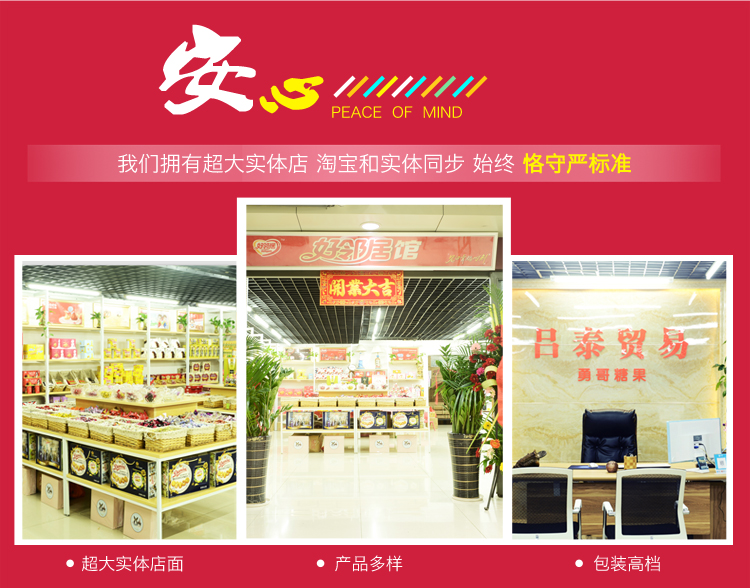 安心
PEACE OF MIND
我们拥有超大实体店 淘宝和实体同步 始终 恪守严标准
好邻居馆
開業大吉
吕泰贸易
勇哥糖果
● 超大实体店面
● 产品多样
● 包装高档